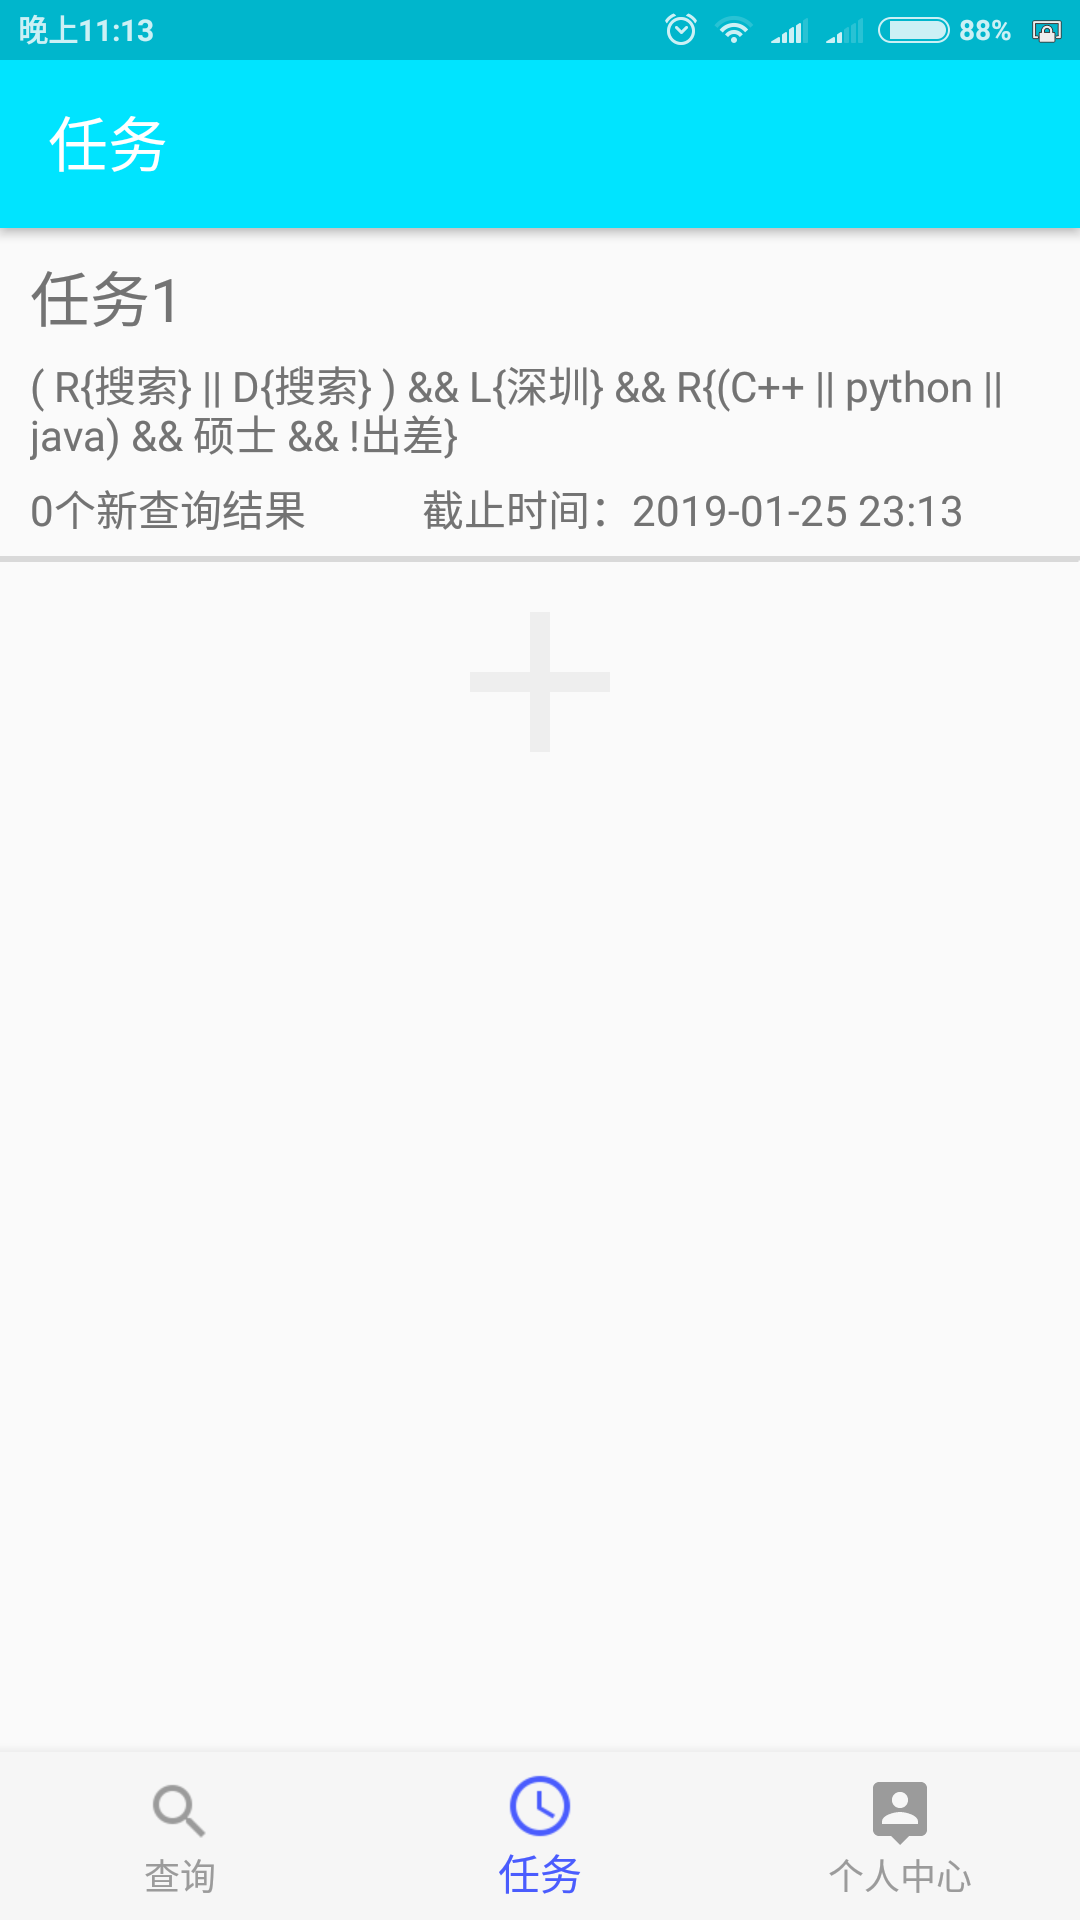 晚上11:13 88%
任务
任务1
( R{搜索} || D{搜索} ) && L{深圳} && R{(C++ || python ||
java) && 硕士 && !出差}
0个新查询结果 截止时间：2019-01-25 23:13
查询 任务 个人中心